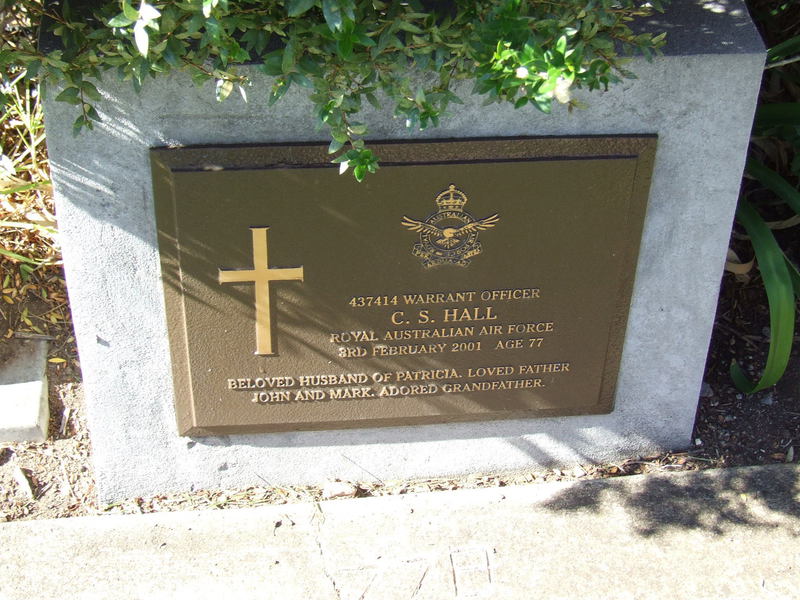 AUSTRALIAN
437414 WARRANT OFFICER
C. S. HALL
ROYAL AUSTRALIAN AIR FORCE
3RD FEBRUARY 2001 AGE 77
BELOVED HUSBAND OF PATRICIA. LOVED FATHER
JOHN AND MARK. ADORED GRANDFATHER.